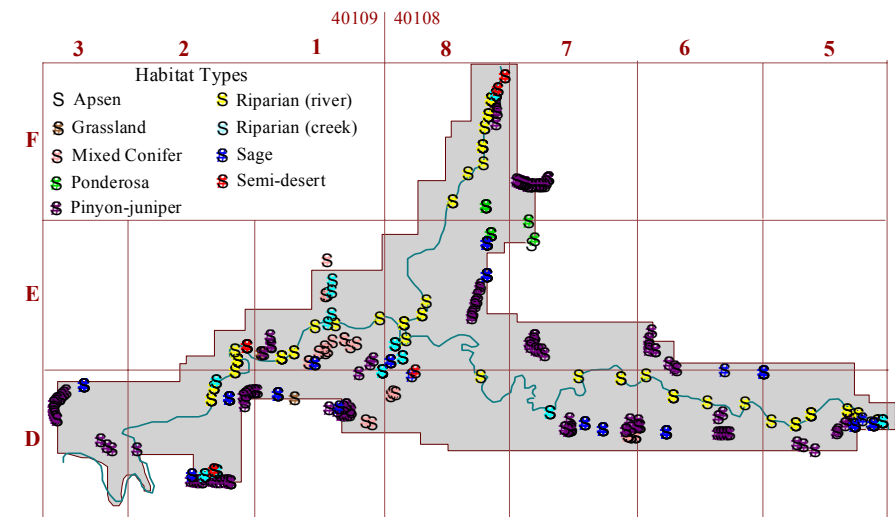 40109 40108
3 2 1 8 7 6 5
Habitat Types
S Apsen S Riparian (river)
S Grassland S Riparian (creek)
S Mixed Conifer S Sage
S Ponderosa S Semi-desert
S Pinyon-juniper
F
E
D